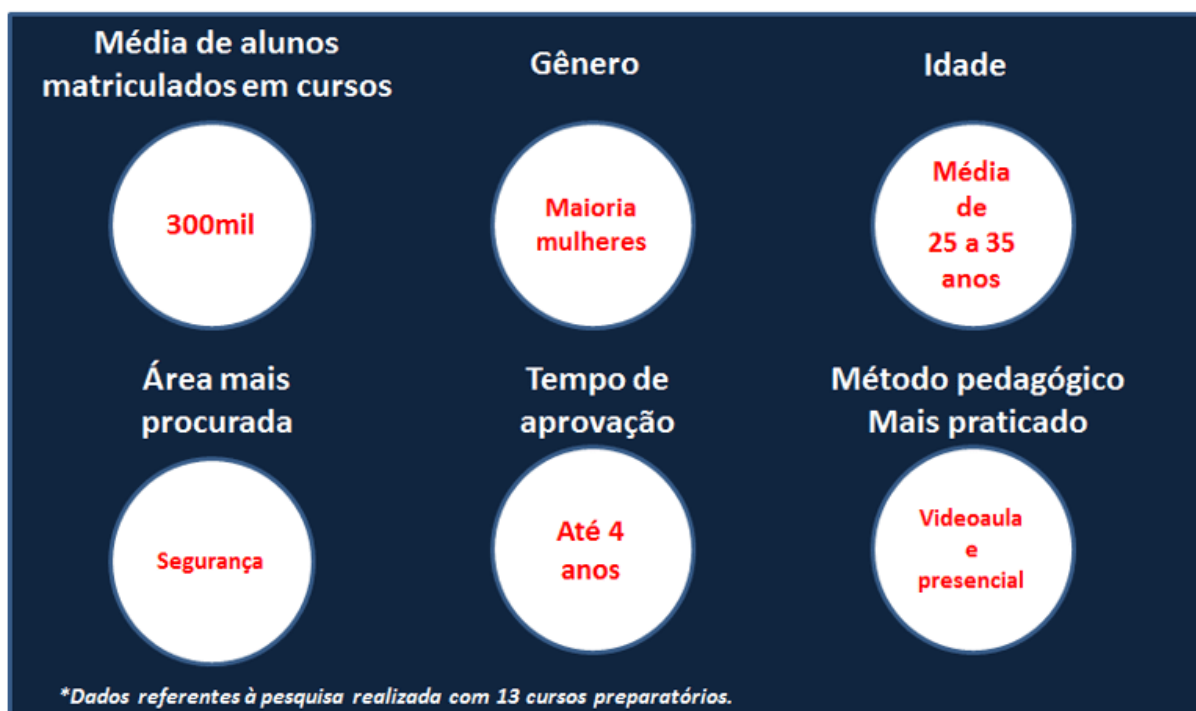 Média de alunos
matriculados em cursos
300mil
Gênero
Maioria
mulheres
Idade
Média
de
25 a 35
anos
Área mais
procurada
Segurança
Tempo de
aprovação
Até 4
anos
Método pedagógico
Mais praticado
Videoaula
e
presencial
*Dados referentes à pesquisa realizada com 13 cursos preparatórios.